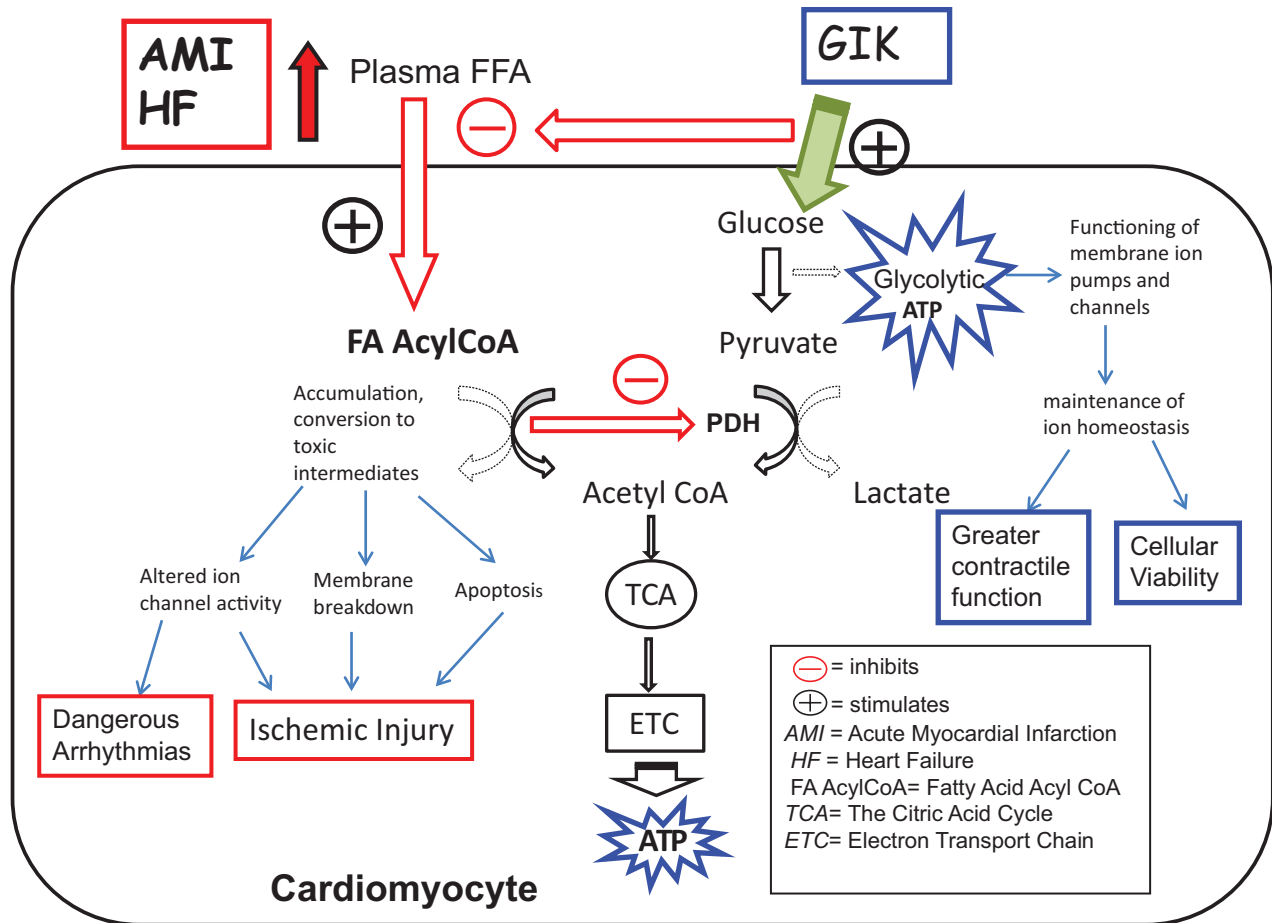 AMI
HF
Plasma FFA
GIK
−
+
+
Glucose
Glycolytic
ATP
Functioning of
membrane ion
pumps and
channels
FA AcylCoA
Pyruvate
−
Accumulation,
conversion to
toxic
intermediates
PDH
maintenance of
ion homeostasis
Acetyl CoA
Lactate
Greater
contractile
function
Cellular
Viability
Altered ion
channel activity
Membrane
breakdown
Apoptosis
TCA
Dangerous
Arrhythmias
Ischemic Injury
ETC
ATP
Cardiomyocyte
− = inhibits
+ = stimulates
AMI = Acute Myocardial Infarction
HF = Heart Failure
FA AcylCoA= Fatty Acid Acyl CoA
TCA= The Citric Acid Cycle
ETC= Electron Transport Chain